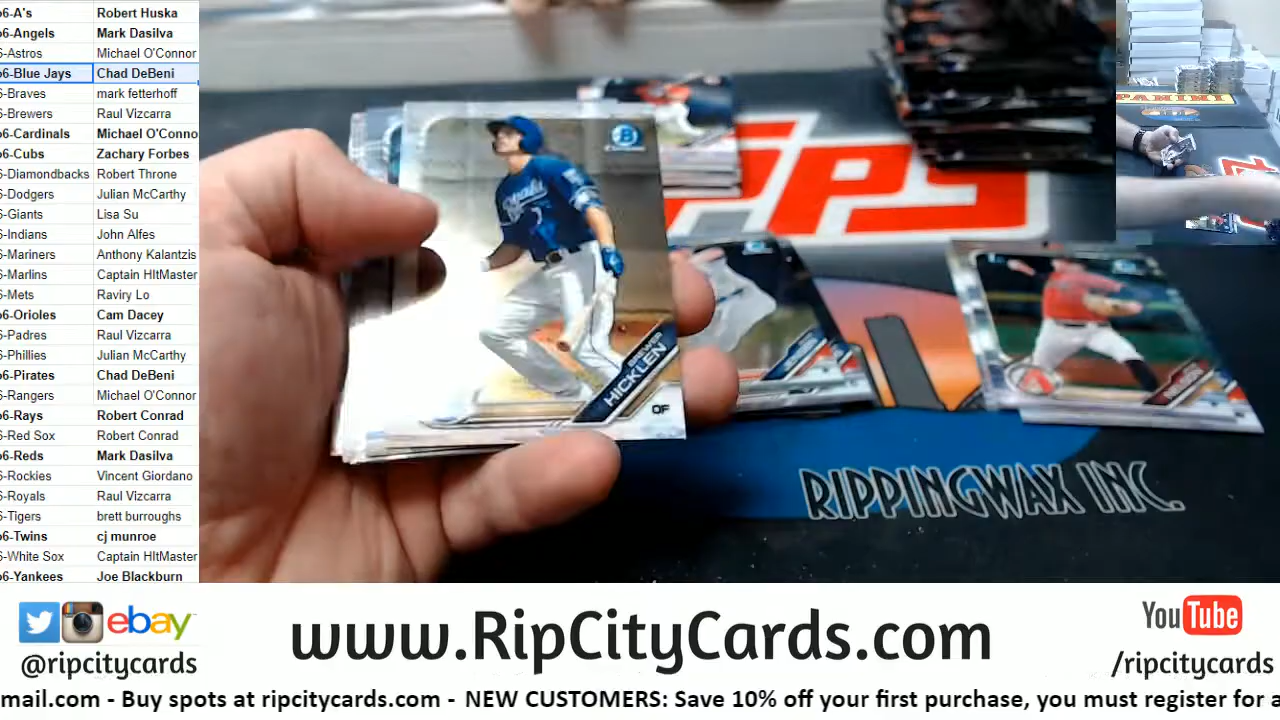 6-A's Robert Huska
6-Angels Mark Dasilva
6-Astros Michael O'Connor
6-Blue Jays Chad DeBeni
6-Braves mark fetterhoff
6-Brewers Raul Vizcarra
6-Cardinals Michael O'Conno
6-Cubs Zachary Forbes
6-Diamondbacks Robert Throne
6-Dodgers Julian McCarthy
6-Giants Lisa Su
6-Indians John Alfes
6-Mariners Anthony Kalantzis
6-Marlins Captain HItMaster
6-Mets Raviry Lo
6-Orioles Cam Dacey
6-Padres Raul Vizcarra
6-Phillies Julian McCarthy
6-Pirates Chad DeBeni
6-Rangers Michael O'Connor
6-Rays Robert Conrad
6-Red Sox Robert Conrad
6-Reds Mark Dasilva
6-Rockies Vincent Giordano
6-Royals Raul Vizcarra
6-Tigers brett burroughs
6-Twins cj munroe
6-White Sox Captain HItMaster
6-Yankees Joe Blackburn
B
BREWER
HICKLEN
OF
PPS
PANINI
RIPPINGWAX INC.
ebay
@ripcitycards
www.RipCityCards.com
YouTube
/ripcitycards
mail.com - Buy spots at ripcitycards.com - NEW CUSTOMERS: Save 10% off your first purchase, you must register for a